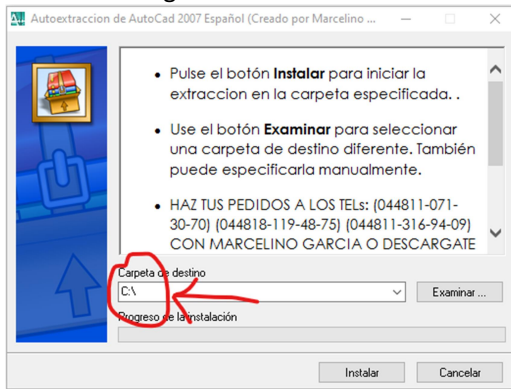 Autoextraccion de AutoCad 2007 Español (Creado por Marcelino ...
• Pulse el botón Instalar para iniciar la
extraccion en la carpeta especificada. .
• Use el botón Examinar para seleccionar
una carpeta de destino diferente. También
puede especificarla manualmente.
• HAZ TUS PEDIDOS A LOS TELs: (044811-071-
30-70) (044818-119-48-75) (044811-316-94-09)
CON MARCELINO GARCIA O DESCARGATE
Carpeta de destino
C:\
Examinar ...
Progreso de la instalación
Instalar
Cancelar